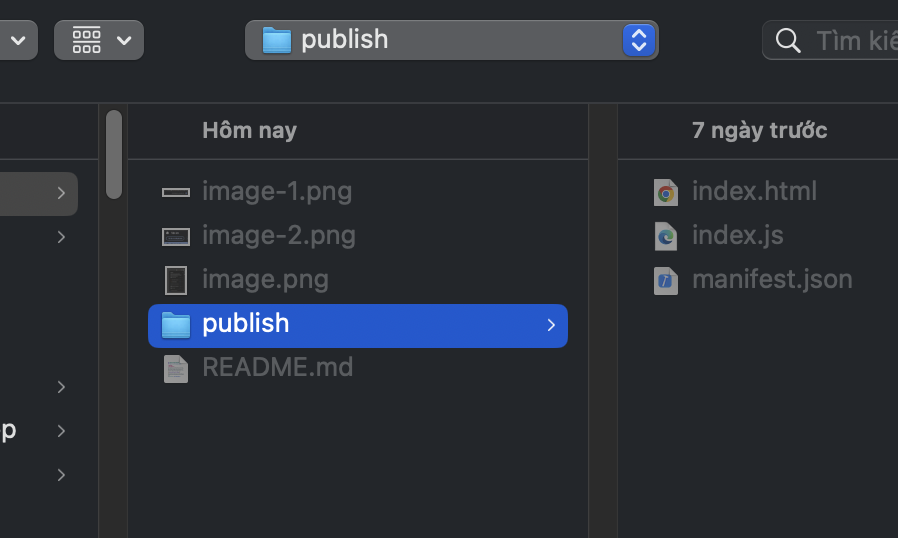 publish
Tìm kiế
Hôm nay
image-1.png
image-2.png
image.png
publish
README.md
7 ngày trước
index.html
index.js
manifest.json
p